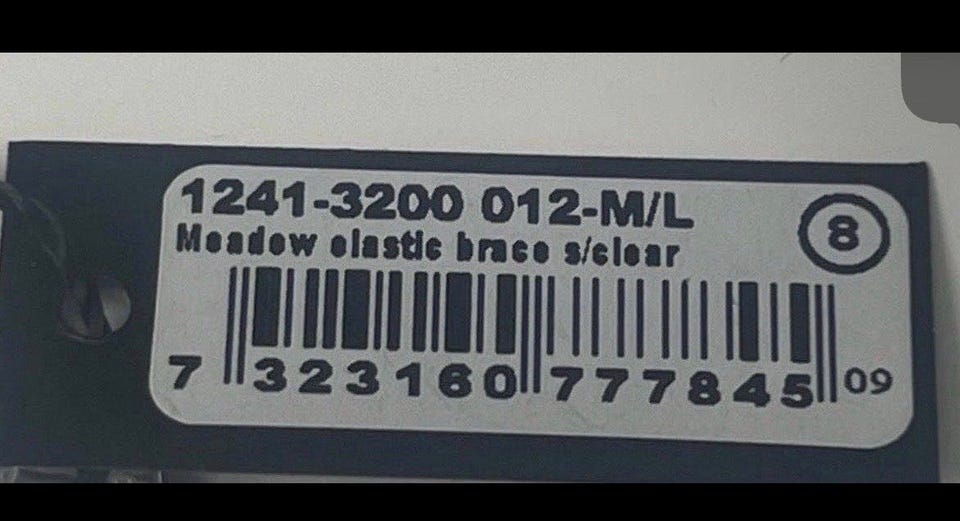 1241-3200 012-M/L
8
Meadow elastic brace s/clear
7 323160 777845 09